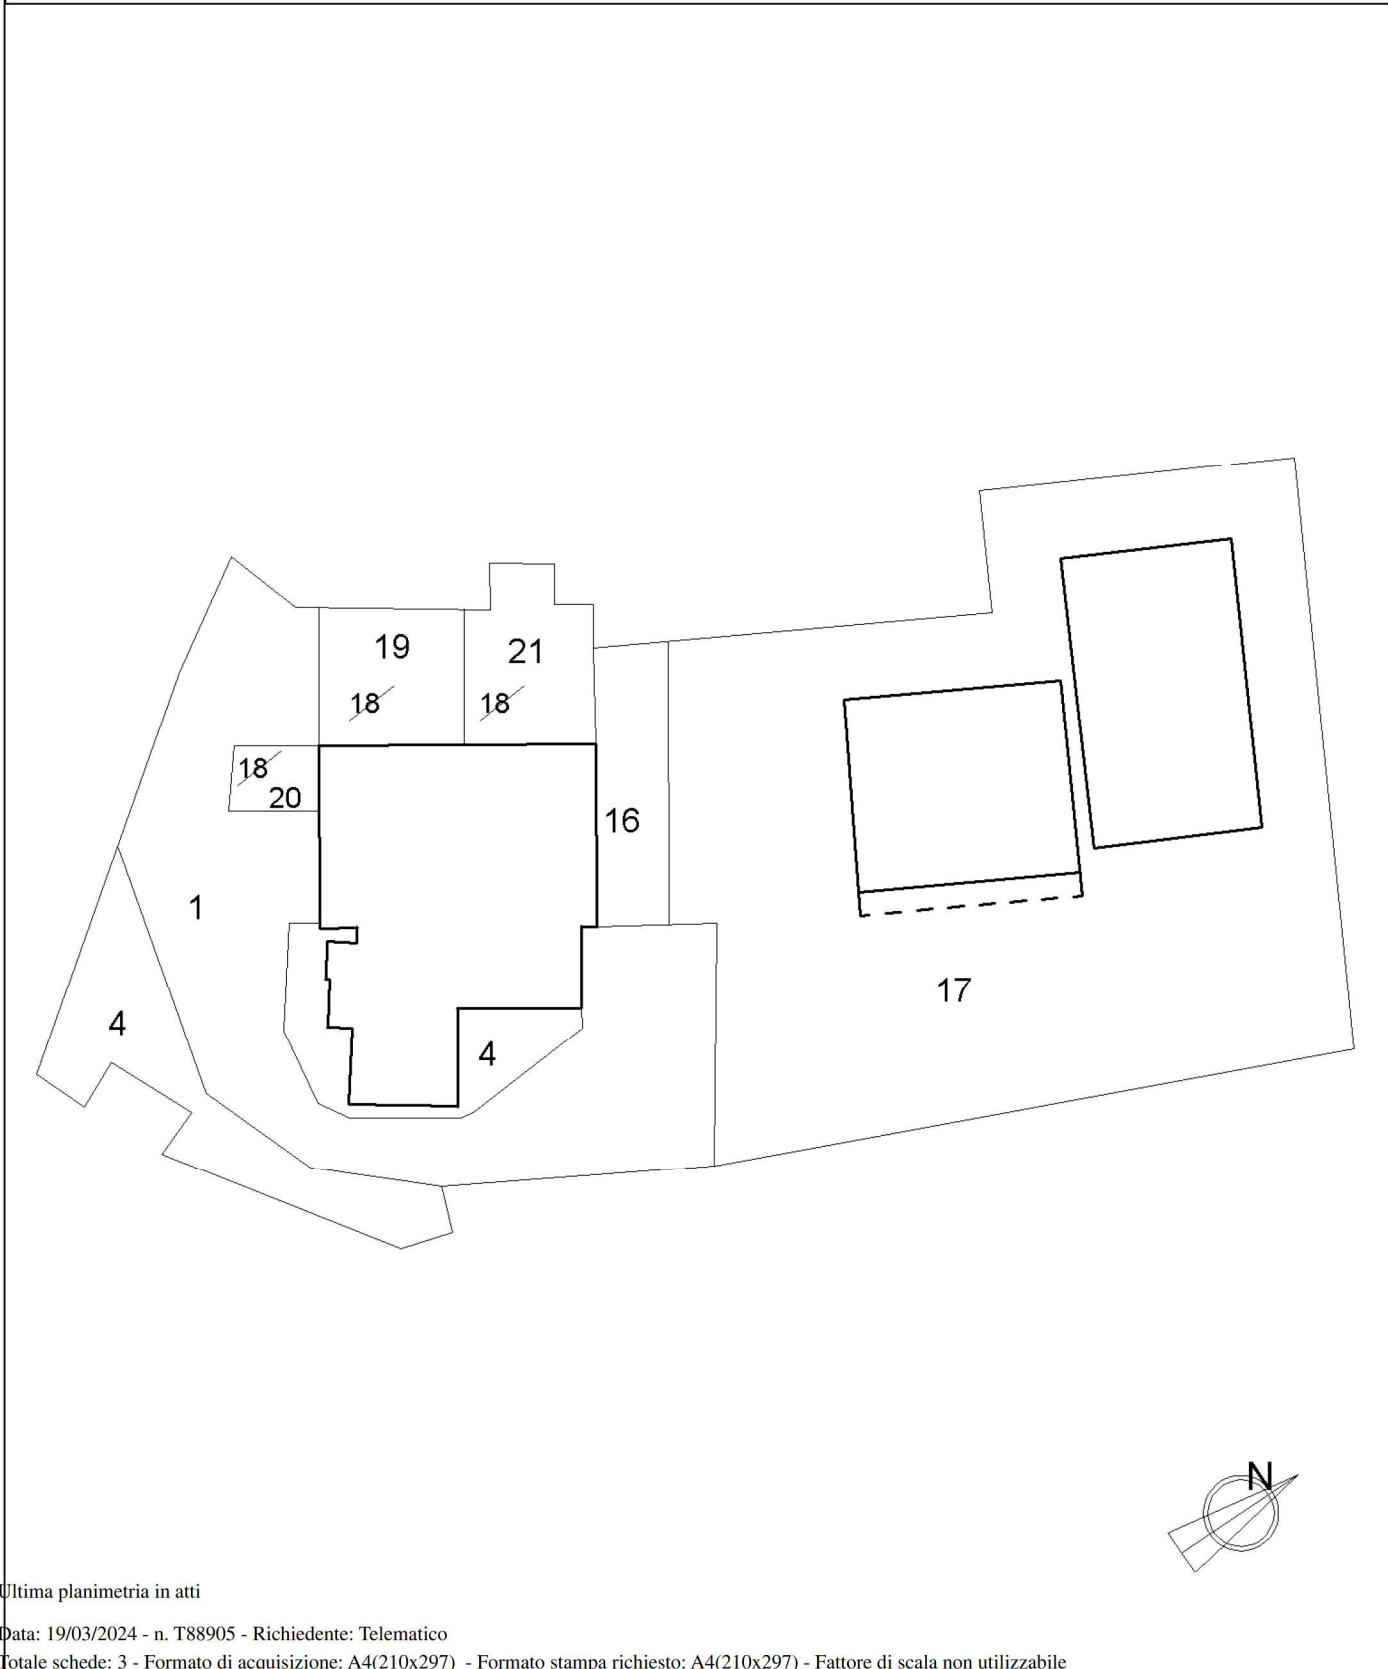 19
21
18
18
18
20
16
1
17
4
4
N
Ultima planimetria in atti
Data: 19/03/2024 - n. T88905 - Richiedente: Telematico
Totale schede: 3 - Formato di acquisizione: A4(210x297) - Formato stampa richiesto: A4(210x297) - Fattore di scala non utilizzabile